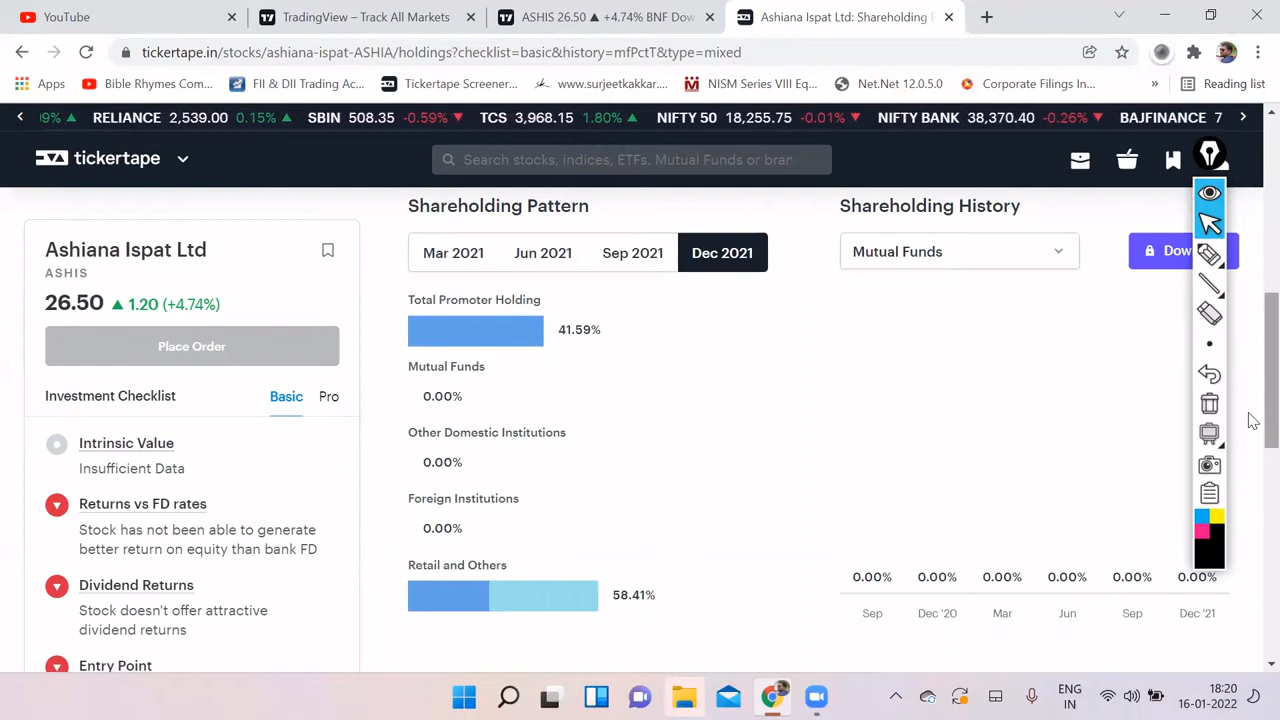 YouTube
TradingView – Track All Markets
ASHIS 26.50 ▲ +4.74% BNF Dow
Ashiana Ispat Ltd: Shareholding
tickertape.in/stocks/ashiana-ispat-ASHIA/holdings?checklist=basic&history=mfPctT&type=mixed
Apps
Bible Rhymes Com...
FII & DII Trading Ac...
Tickertape Screener...
www.surjeetkakkar....
NISM Series VIII Eq...
Net.Net 12.0.5.0
Corporate Filings In...
»
Reading list
9% ▲ RELIANCE 2,539.00 0.15% ▲ SBIN 508.35 -0.59% ▼ TCS 3,968.15 1.80% ▲ NIFTY 50 18,255.75 -0.01% ▼ NIFTY BANK 38,370.40 -0.26% ▼ BAJFINANCE 7
tickertape
Search stocks, indices, ETFs, Mutual Funds or bran
Ashiana Ispat Ltd
ASHIS
26.50 ▲ 1.20 (+4.74%)
Place Order
Investment Checklist
Basic
Pro
Intrinsic Value
Insufficient Data
Returns vs FD rates
Stock has not been able to generate
better return on equity than bank FD
Dividend Returns
Stock doesn't offer attractive
dividend returns
Entry Point
Shareholding Pattern
Mar 2021
Jun 2021
Sep 2021
Dec 2021
Total Promoter Holding
41.59%
Mutual Funds
0.00%
Other Domestic Institutions
0.00%
Foreign Institutions
0.00%
Retail and Others
58.41%
Shareholding History
Mutual Funds
Dow
0.00% 0.00% 0.00% 0.00% 0.00% 0.00%
Sep Dec '20 Mar Jun Sep Dec '21
ENG
IN
18:20
16-01-2022